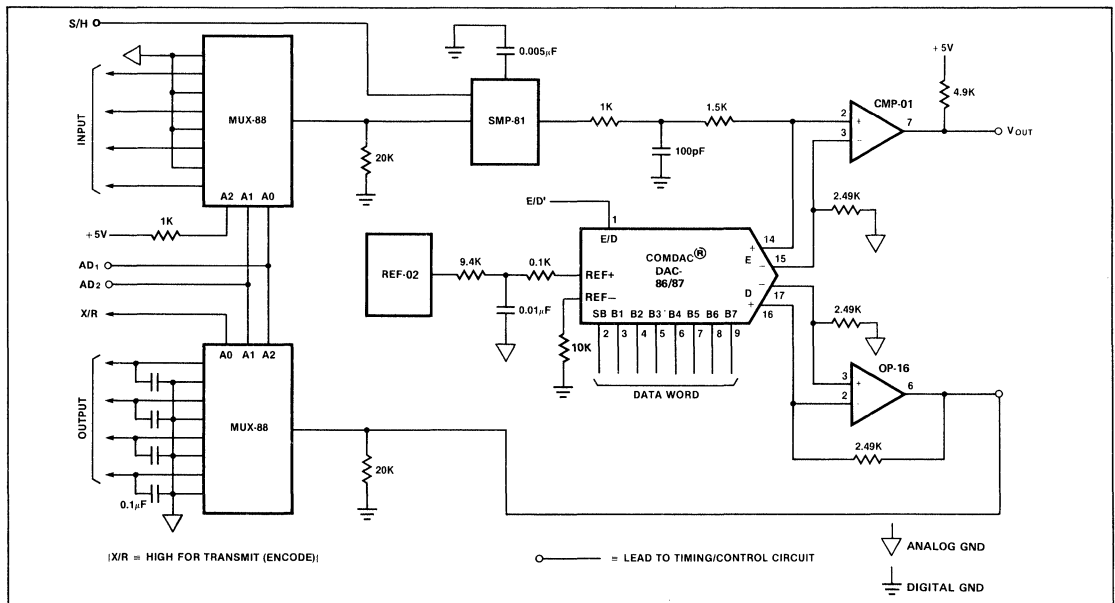 S/H
0.005µF
+5V
4.9K
CMP-01
MUX-88
SMP-81
1K
1.5K
2
+
3
-
7
VOUT
INPUT
20K
100pF
A2 A1 A0
2.49K
E/D'
1
1K
+5V
E/D
COMDAC®
DAC-
86/87
14
+
E
-
15
AD1
REF-02
9.4K
0.1K
REF+
AD2
REF−
-
D
+
17
16
X/R
0.01µF
SB B1 B2 B3 B4 B5 B6 B7
2 3 4 5 6 7 8 9
2.49K
A0 A1 A2
10K
DATA WORD
OP-16
3
+
2
-
6
OUTPUT
MUX-88
20K
2.49K
0.1µF
(X/R = HIGH FOR TRANSMIT (ENCODE)(
= LEAD TO TIMING/CONTROL CIRCUIT
ANALOG GND
DIGITAL GND